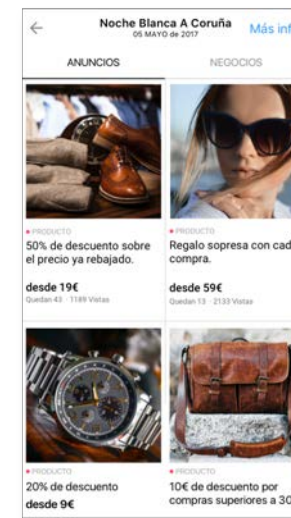 Noche Blanca A Coruña
05 MAYO de 2017
Más inf
ANUNCIOS
NEGOCIOS
PRODUCTO
50% de descuento sobre
el precio ya rebajado.
desde 19€
Quedan 43 · 1189 Vistas
PRODUCTO
Regalo sopresa con cad
compra.
desde 59€
Quedan 13 · 2133 Vistas
PRODUCTO
20% de descuento
desde 9€
PRODUCTO
10€ de descuento por
compras superiores a 30